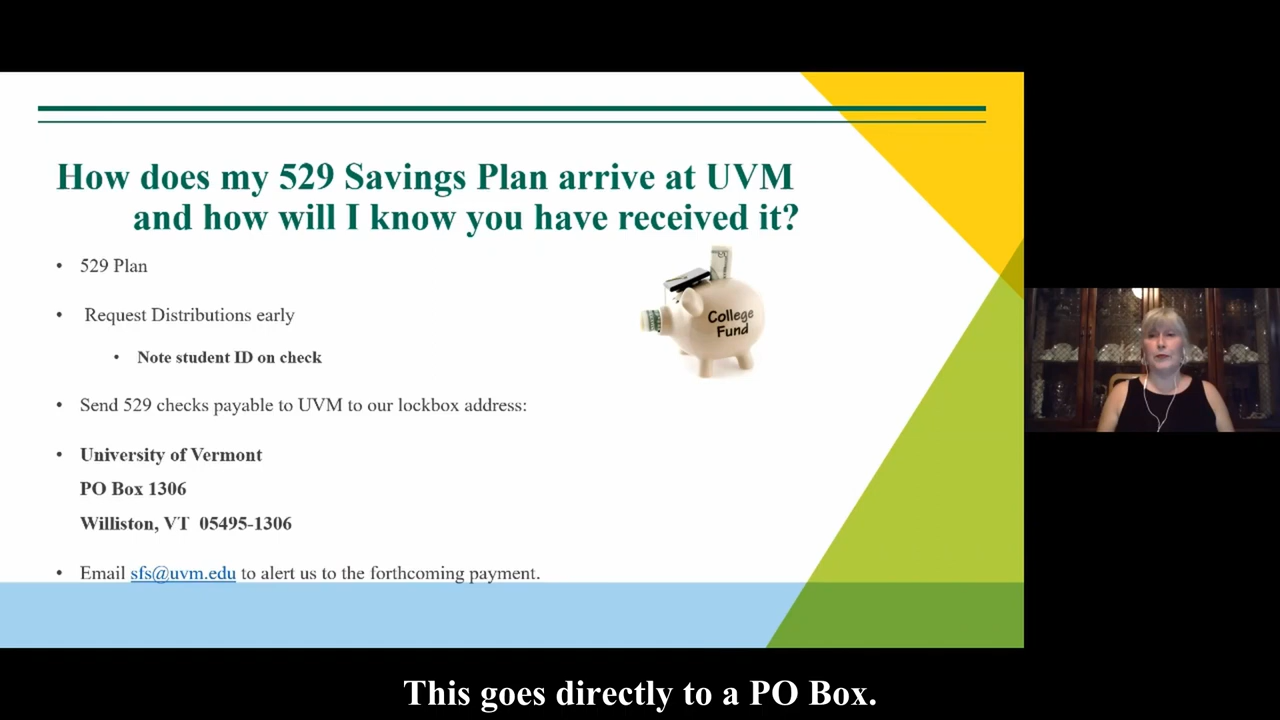 How does my 529 Savings Plan arrive at UVM
and how will I know you have received it?
• 529 Plan
• Request Distributions early
• Note student ID on check
College
Fund
• Send 529 checks payable to UVM to our lockbox address:
• University of Vermont
PO Box 1306
Williston, VT 05495-1306
• Email sfs@uvm.edu to alert us to the forthcoming payment.
This goes directly to a PO Box.